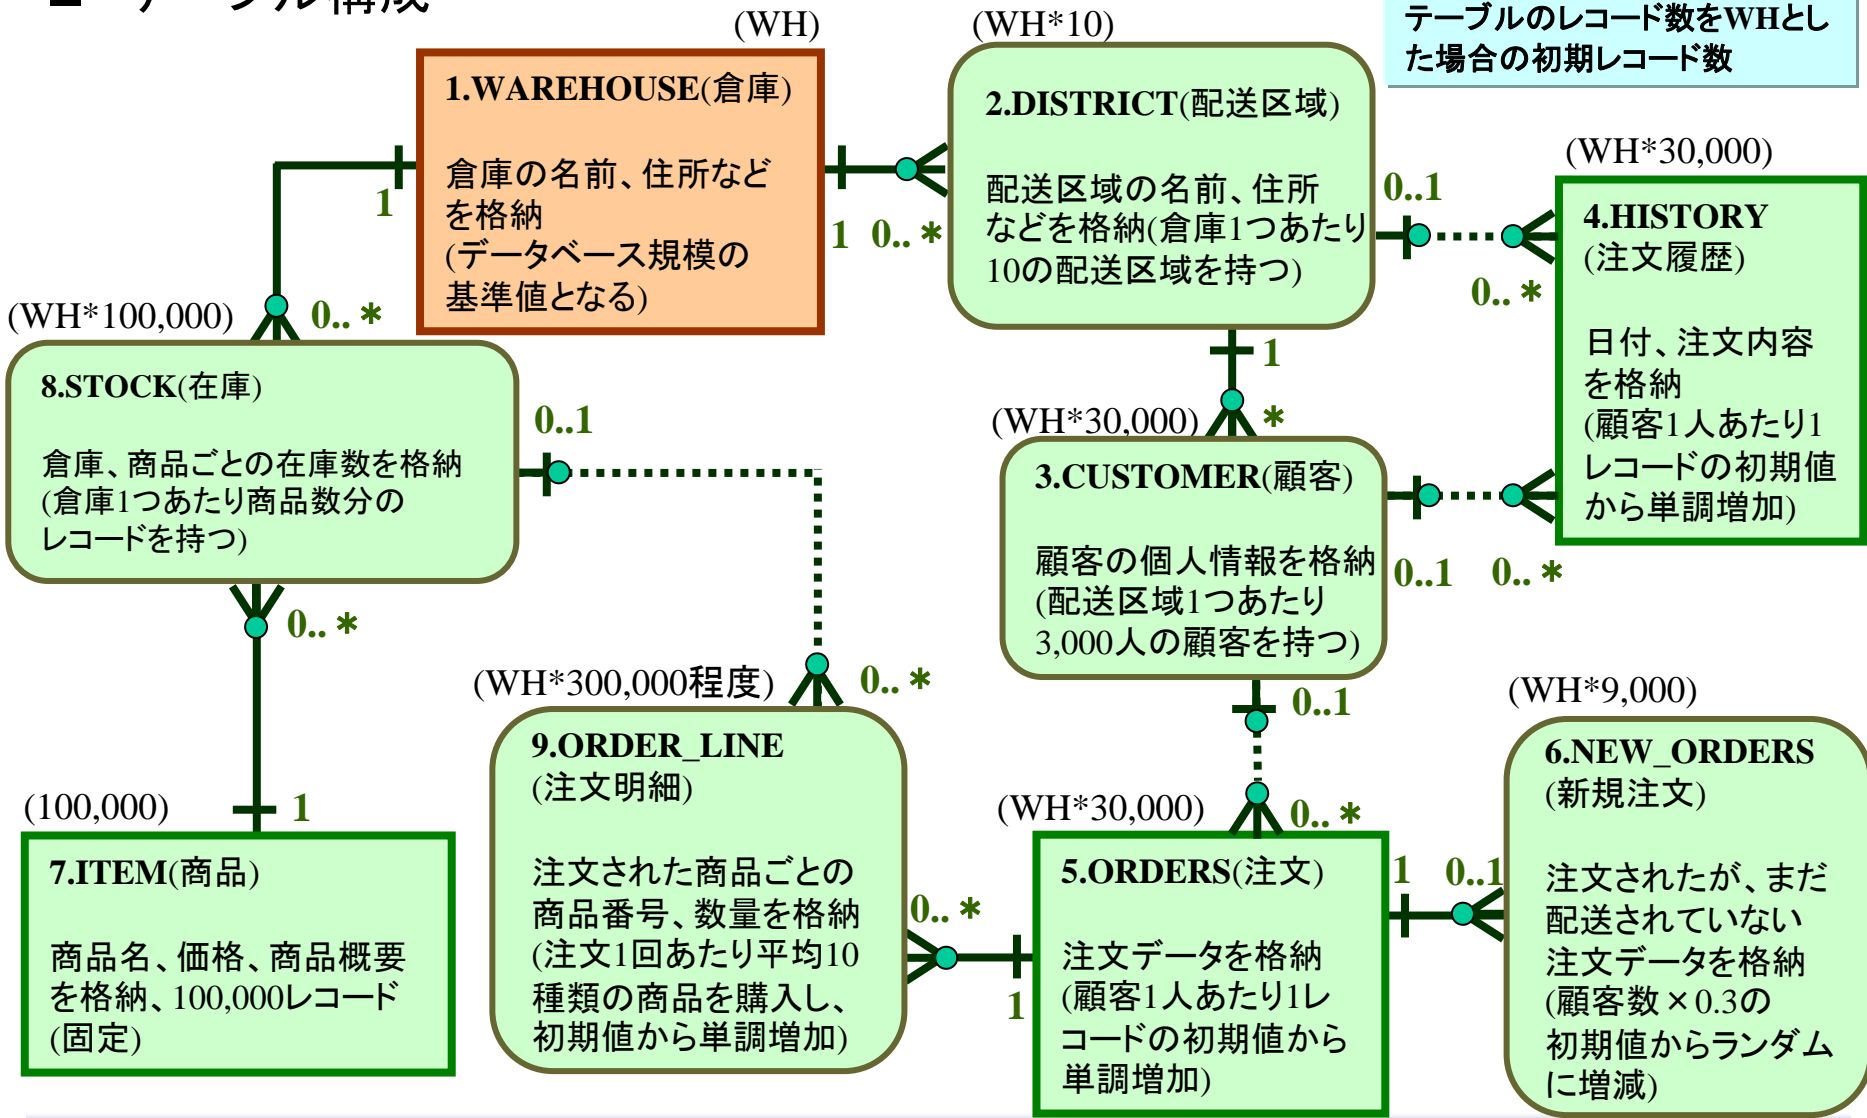 ■ テーブル構成
テーブルのレコード数をWHとし
た場合の初期レコード数
(WH)
1.WAREHOUSE(倉庫)
倉庫の名前、住所など
を格納
(データベース規模の
基準値となる)
1
1 0.. *
(WH*10)
2.DISTRICT(配送区域)
配送区域の名前、住所
などを格納(倉庫1つあたり
10の配送区域を持つ)
0..1
0.. *
1
*
(WH*30,000)
4.HISTORY
(注文履歴)
日付、注文内容
を格納
(顧客1人あたり1
レコードの初期値
から単調増加)
(WH*100,000)
0.. *
8.STOCK(在庫)
倉庫、商品ごとの在庫数を格納
(倉庫1つあたり商品数分の
レコードを持つ)
0..1
0.. *
(WH*30,000)
3.CUSTOMER(顧客)
顧客の個人情報を格納
(配送区域1つあたり
3,000人の顧客を持つ)
0..1 0.. *
0..1
0.. *
(100,000)
1
7.ITEM(商品)
商品名、価格、商品概要
を格納、100,000レコード
(固定)
(WH*300,000程度)
0.. *
9.ORDER_LINE
(注文明細)
注文された商品ごとの
商品番号、数量を格納
(注文1回あたり平均10
種類の商品を購入し、
初期値から単調増加)
0.. *
1
(WH*30,000)
5.ORDERS(注文)
注文データを格納
(顧客1人あたり1レ
コードの初期値から
単調増加)
1 0..1
(WH*9,000)
6.NEW_ORDERS
(新規注文)
注文されたが、まだ
配送されていない
注文データを格納
(顧客数×0.3の
初期値からランダム
に増減)